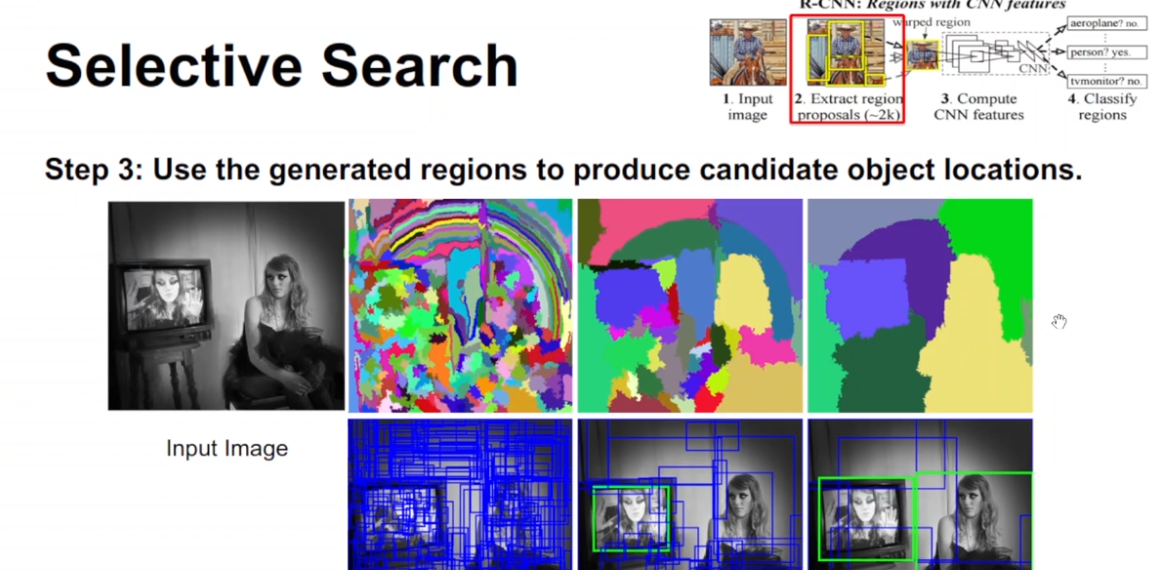 R-CNN: Regions with CNN features
warped region
aeroplane? no.
person? yes.
tvmonitor? no.
CNN
1. Input image
2. Extract region proposals (~2k)
3. Compute CNN features
4. Classify regions
Selective Search
Step 3: Use the generated regions to produce candidate object locations.
Input Image